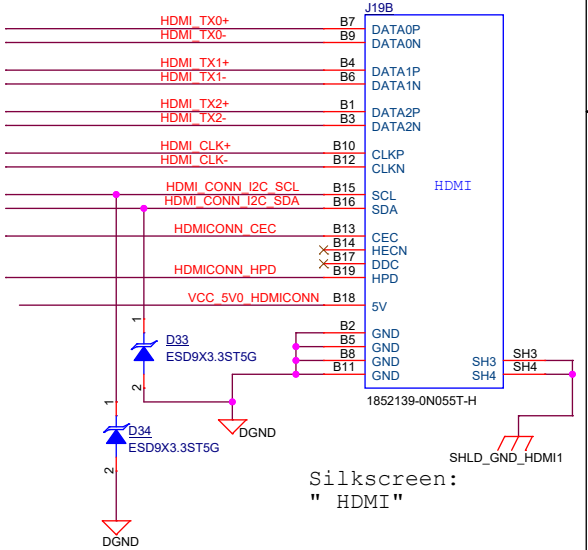 J19B
HDMI_TX0+ B7 DATA0P
HDMI_TX0- B9 DATA0N
HDMI_TX1+ B4 DATA1P
HDMI_TX1- B6 DATA1N
HDMI_TX2+ B1 DATA2P
HDMI_TX2- B3 DATA2N
HDMI_CLK+ B10 CLKP
HDMI_CLK- B12 CLKN
HDMI
HDMI_CONN_I2C_SCL B15 SCL
HDMI_CONN_I2C_SDA B16 SDA
HDMICONN_CEC B13 CEC
B14 HECN
B17 DDC
HDMICONN_HPD B19 HPD
VCC_5V0_HDMICONN B18 5V
B2 GND
B5 GND
B8 GND SH3 SH3
B11 GND SH4 SH4
1 D33
ESD9X3.3ST5G
2
1852139-0N055T-H
1 D34
ESD9X3.3ST5G
2
DGND
SHLD_GND_HDMI1
Silkscreen:
" HDMI"
DGND